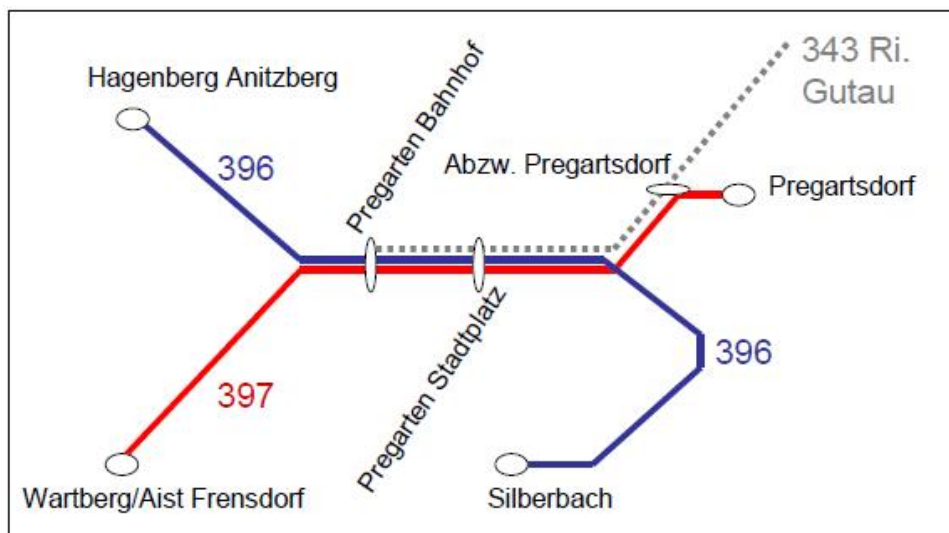 343 Ri.
Gutau
Hagenberg Anitzberg
Pregarten Bahnhof
396
Abzw. Pregartsdorf
Pregartsdorf
Pregarten Stadtplatz
396
397
Wartberg/Aist Frensdorf
Silberbach